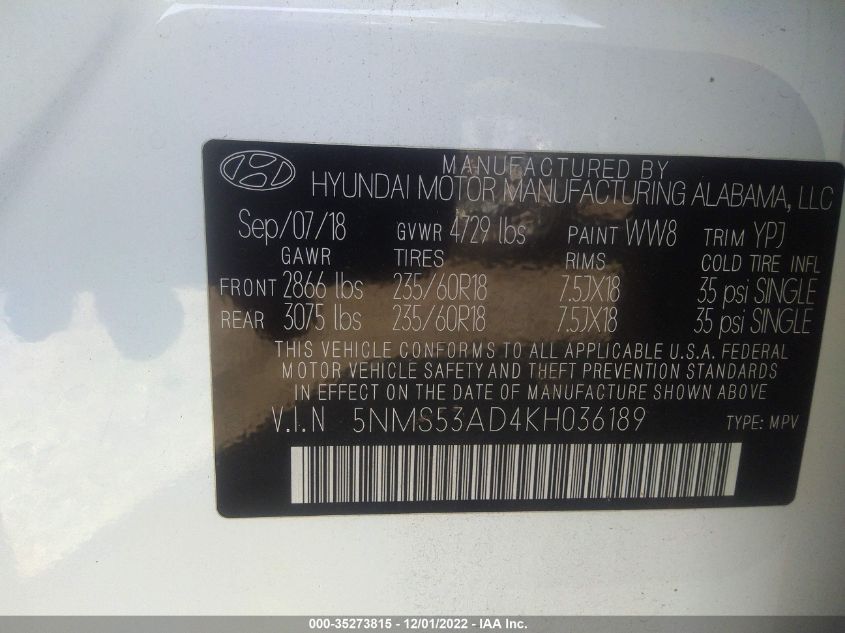 MANUFACTURED BY
HYUNDAI MOTOR MANUFACTURING ALABAMA, LLC
Sep/07/18 GVWR 4729 lbs PAINT WW8 TRIM YPJ
GAWR TIRES RIMS COLD TIRE INFL
FRONT 2866 lbs 235/60R18 7.5JX18 35 psi SINGLE
REAR 3075 lbs 235/60R18 7.5JX18 35 psi SINGLE
THIS VEHICLE CONFORMS TO ALL APPLICABLE U.S.A. FEDERAL
MOTOR VEHICLE SAFETY AND THEFT PREVENTION STANDARDS
IN EFFECT ON THE DATE OF MANUFACTURE SHOWN ABOVE
V.I.N 5NMS53AD4KH036189 TYPE: MPV
000-35273815 - 12/01/2022 - IAA Inc.